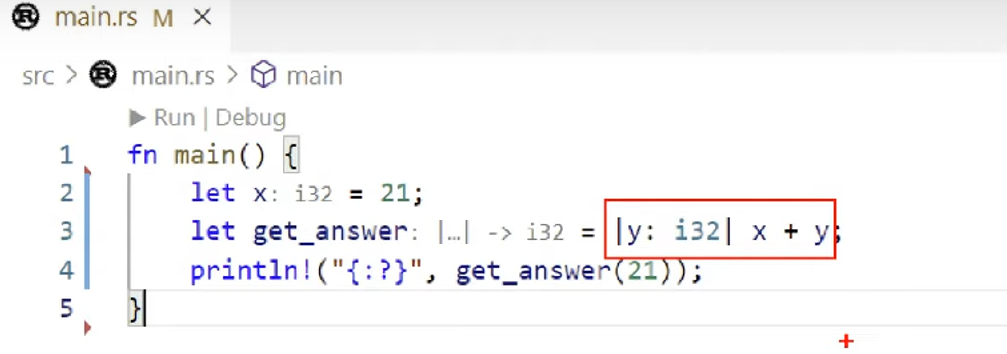 main.rs M ×
src > main.rs > main
▶ Run | Debug
1 fn main() {
2 let x: i32 = 21;
3 let get_answer: |…| -> i32 = |y: i32| x + y;
4 println!("{:?}", get_answer(21));
5 }